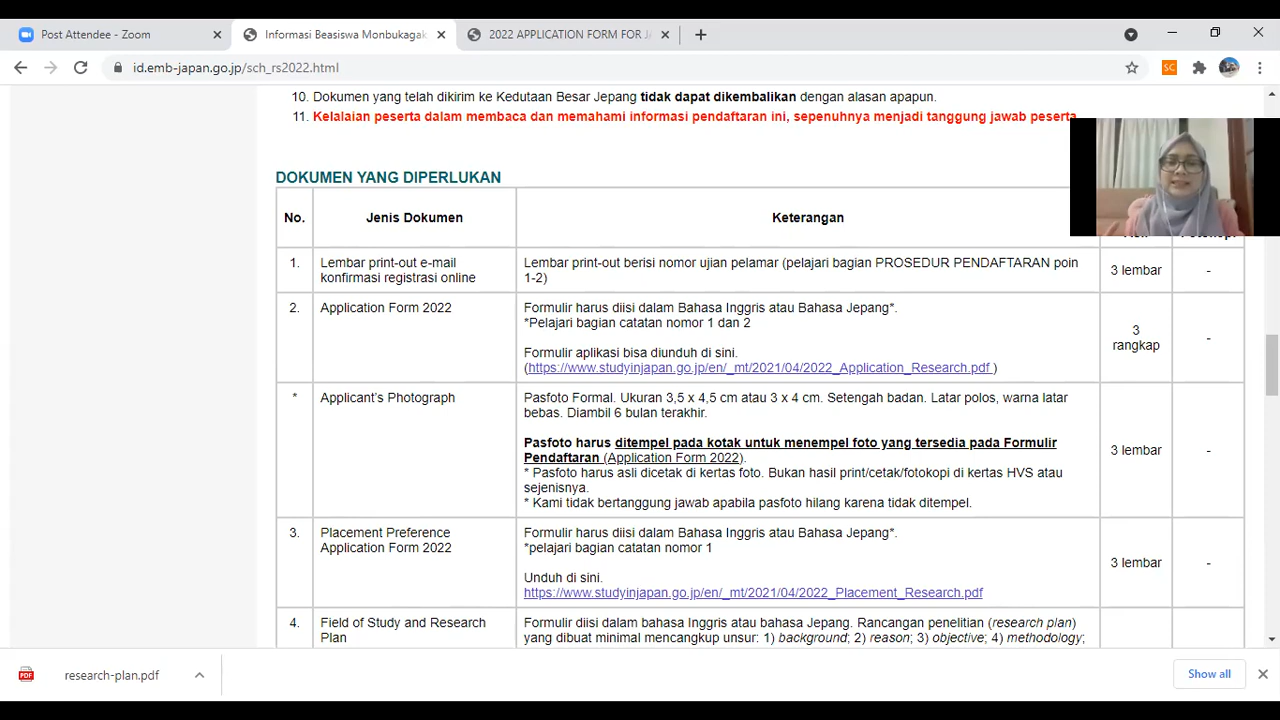 Post Attendee - Zoom
Informasi Beasiswa Monbukagak
2022 APPLICATION FORM FOR JA
id.emb-japan.go.jp/sch_rs2022.html
SC
10. Dokumen yang telah dikirim ke Kedutaan Besar Jepang tidak dapat dikembalikan dengan alasan apapun.
11. Kelalaian peserta dalam membaca dan memahami informasi pendaftaran ini, sepenuhnya menjadi tanggung jawab peserta
DOKUMEN YANG DIPERLUKAN
No.
Jenis Dokumen
Keterangan
1.
Lembar print-out e-mail
konfirmasi registrasi online
Lembar print-out berisi nomor ujian pelamar (pelajari bagian PROSEDUR PENDAFTARAN poin
1-2)
3 lembar
-
2.
Application Form 2022
Formulir harus diisi dalam Bahasa Inggris atau Bahasa Jepang*.
*Pelajari bagian catatan nomor 1 dan 2
Formulir aplikasi bisa diunduh di sini.
(https://www.studyinjapan.go.jp/en/_mt/2021/04/2022_Application_Research.pdf )
3
rangkap
-
*
Applicant's Photograph
Pasfoto Formal. Ukuran 3,5 x 4,5 cm atau 3 x 4 cm. Setengah badan. Latar polos, warna latar
bebas. Diambil 6 bulan terakhir.
Pasfoto harus ditempel pada kotak untuk menempel foto yang tersedia pada Formulir
Pendaftaran (Application Form 2022).
* Pasfoto harus asli dicetak di kertas foto. Bukan hasil print/cetak/fotokopi di kertas HVS atau
sejenisnya.
* Kami tidak bertanggung jawab apabila pasfoto hilang karena tidak ditempel.
3 lembar
-
3.
Placement Preference
Application Form 2022
Formulir harus diisi dalam Bahasa Inggris atau Bahasa Jepang*.
*pelajari bagian catatan nomor 1
Unduh di sini.
https://www.studyinjapan.go.jp/en/_mt/2021/04/2022_Placement_Research.pdf
3 lembar
-
4.
Field of Study and Research
Plan
Formulir diisi dalam bahasa Inggris atau bahasa Jepang. Rancangan penelitian (research plan)
yang dibuat minimal mencangkup unsur: 1) background; 2) reason; 3) objective; 4) methodology;
PDF
research-plan.pdf
Show all